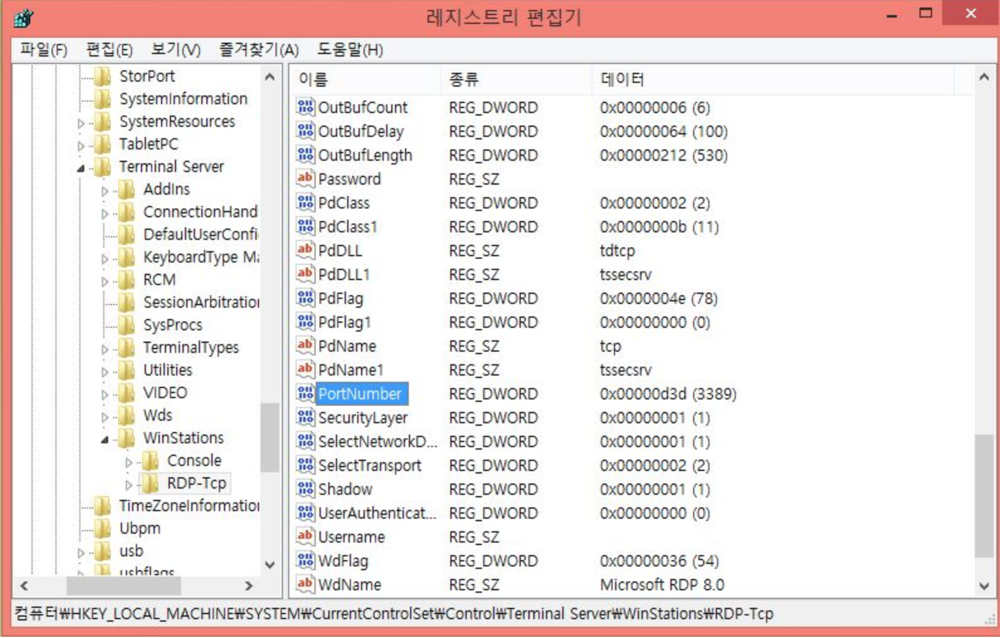 레지스트리 편집기
파일(F) 편집(E) 보기(V) 즐겨찾기(A) 도움말(H)
StorPort
SystemInformation
SystemResources
TabletPC
Terminal Server
AddIns
ConnectionHand
DefaultUserConfi
KeyboardType Ma
RCM
SessionArbitration
SysProcs
TerminalTypes
Utilities
VIDEO
Wds
WinStations
Console
RDP-Tcp
TimeZoneInformation
Ubpm
usb
usbflags
이름 종류 데이터
OutBufCount REG_DWORD 0x00000006 (6)
OutBufDelay REG_DWORD 0x00000064 (100)
OutBufLength REG_DWORD 0x00000212 (530)
Password REG_SZ
PdClass REG_DWORD 0x00000002 (2)
PdClass1 REG_DWORD 0x0000000b (11)
PdDLL REG_SZ tdtcp
PdDLL1 REG_SZ tssecsrv
PdFlag REG_DWORD 0x0000004e (78)
PdFlag1 REG_DWORD 0x00000000 (0)
PdName REG_SZ tcp
PdName1 REG_SZ tssecsrv
PortNumber REG_DWORD 0x00000d3d (3389)
SecurityLayer REG_DWORD 0x00000001 (1)
SelectNetworkD... REG_DWORD 0x00000001 (1)
SelectTransport REG_DWORD 0x00000002 (2)
Shadow REG_DWORD 0x00000001 (1)
UserAuthenticat... REG_DWORD 0x00000000 (0)
Username REG_SZ
WdFlag REG_DWORD 0x00000036 (54)
WdName REG_SZ Microsoft RDP 8.0
컴퓨터₩HKEY_LOCAL_MACHINE₩SYSTEM₩CurrentControlSet₩Control₩Terminal Server₩WinStations₩RDP-Tcp